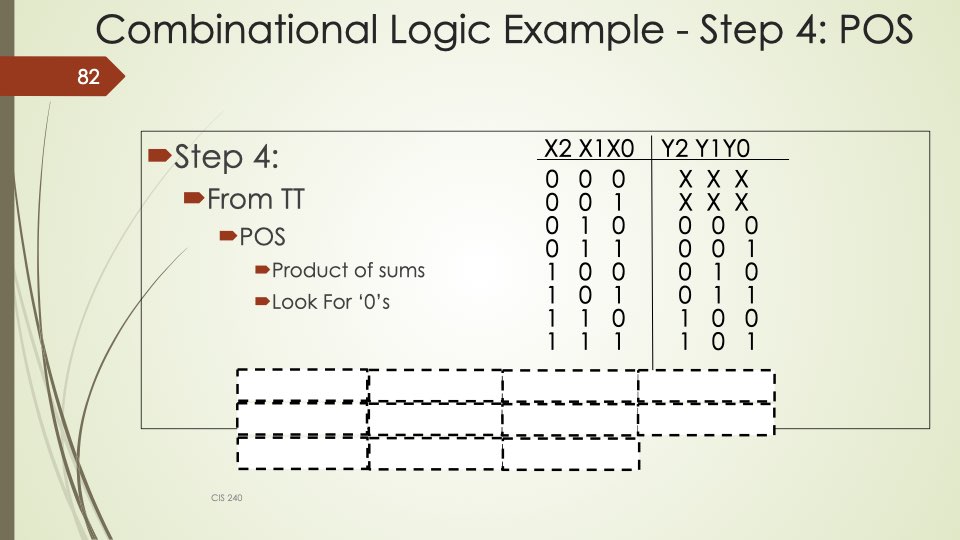 Combinational Logic Example - Step 4: POS
82
Step 4:
From TT
POS
Product of sums
Look For ‘0’s
X2 X1X0 Y2 Y1Y0
0 0 0 X X X
0 0 1 X X X
0 1 0 0 0 0
0 1 1 0 0 1
1 0 0 0 1 0
1 0 1 0 1 1
1 1 0 1 0 0
1 1 1 1 0 1
CIS 240